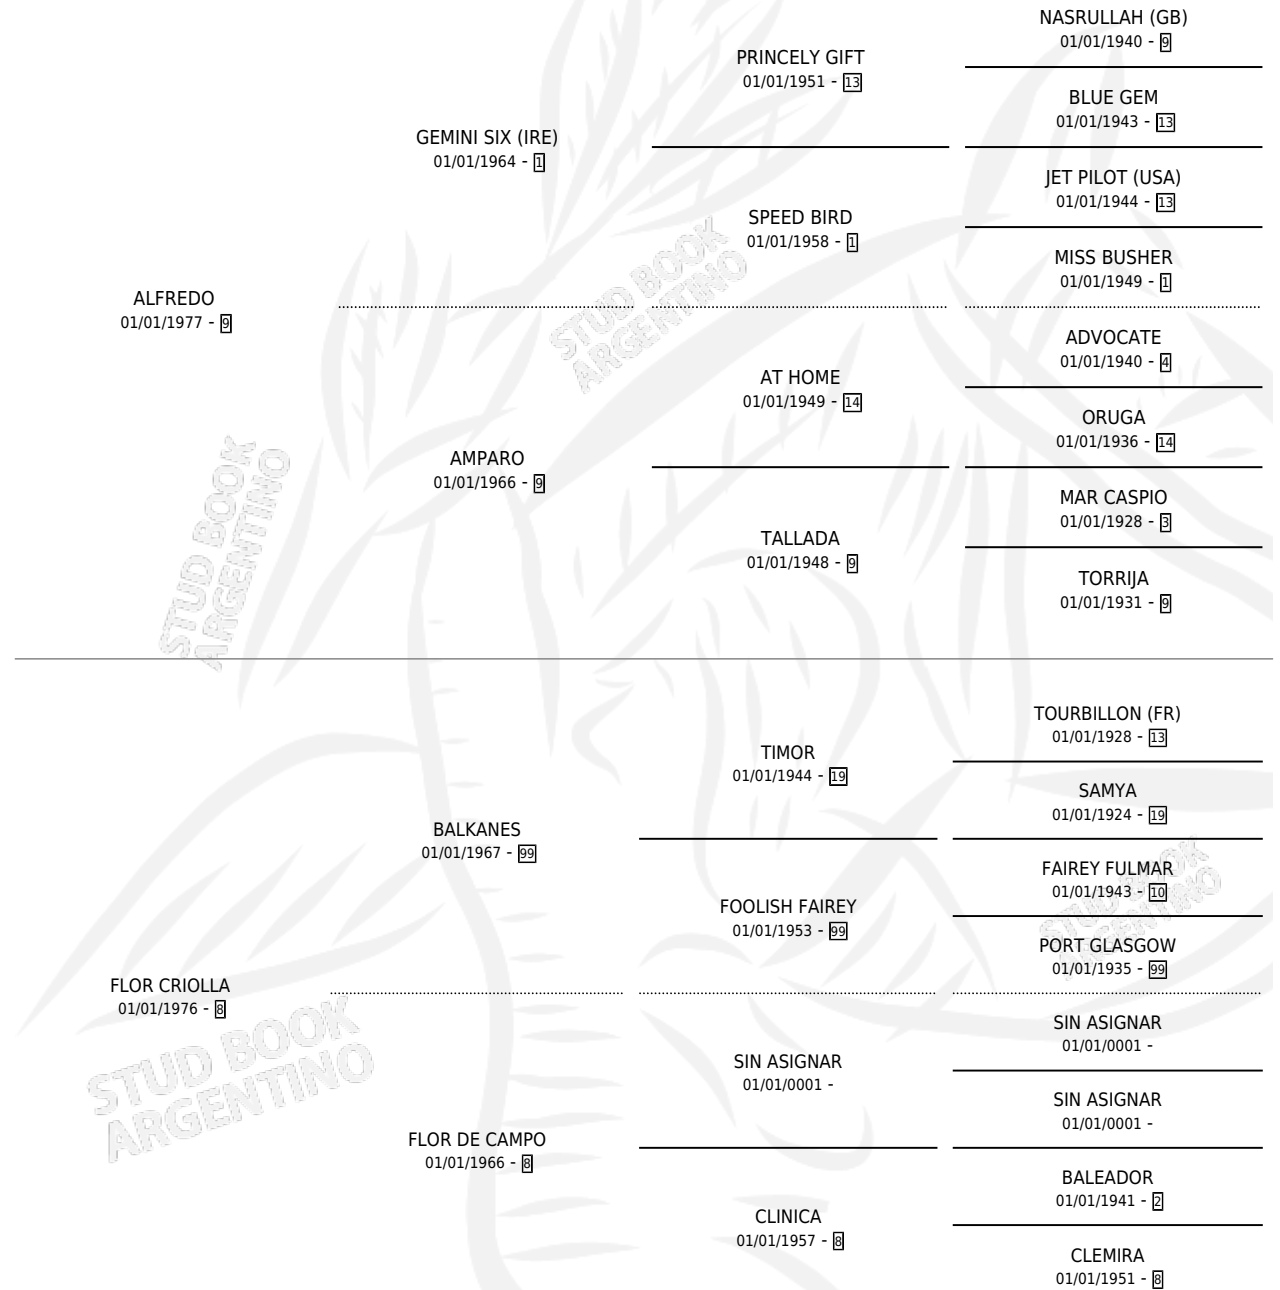 NASRULLAH (GB)
01/01/1940 - 9
PRINCELY GIFT
01/01/1951 - 13
BLUE GEM
01/01/1943 - 13
GEMINI SIX (IRE)
01/01/1964 - 1
JET PILOT (USA)
01/01/1944 - 13
SPEED BIRD
01/01/1958 - 1
MISS BUSHER
01/01/1949 - 1
ALFREDO
01/01/1977 - 9
ADVOCATE
01/01/1940 - 4
AT HOME
01/01/1949 - 14
ORUGA
01/01/1936 - 14
AMPARO
01/01/1966 - 9
MAR CASPIO
01/01/1928 - 3
TALLADA
01/01/1948 - 9
TORRIJA
01/01/1931 - 9
TOURBILLON (FR)
01/01/1928 - 13
TIMOR
01/01/1944 - 19
SAMYA
01/01/1924 - 19
BALKANES
01/01/1967 - 99
FAIREY FULMAR
01/01/1943 - 10
FOOLISH FAIREY
01/01/1953 - 99
PORT GLASGOW
01/01/1935 - 99
FLOR CRIOLLA
01/01/1976 - 8
SIN ASIGNAR
01/01/0001 -
SIN ASIGNAR
01/01/0001 -
SIN ASIGNAR
01/01/0001 -
FLOR DE CAMPO
01/01/1966 - 8
BALEADOR
01/01/1941 - 2
CLINICA
01/01/1957 - 8
CLEMIRA
01/01/1951 - 8
STUD BOOK
ARGENTINO
STUD BOOK
ARGENTINO
STUD BOOK
ARGENTINO
STUD BOOK
ARGENTINO